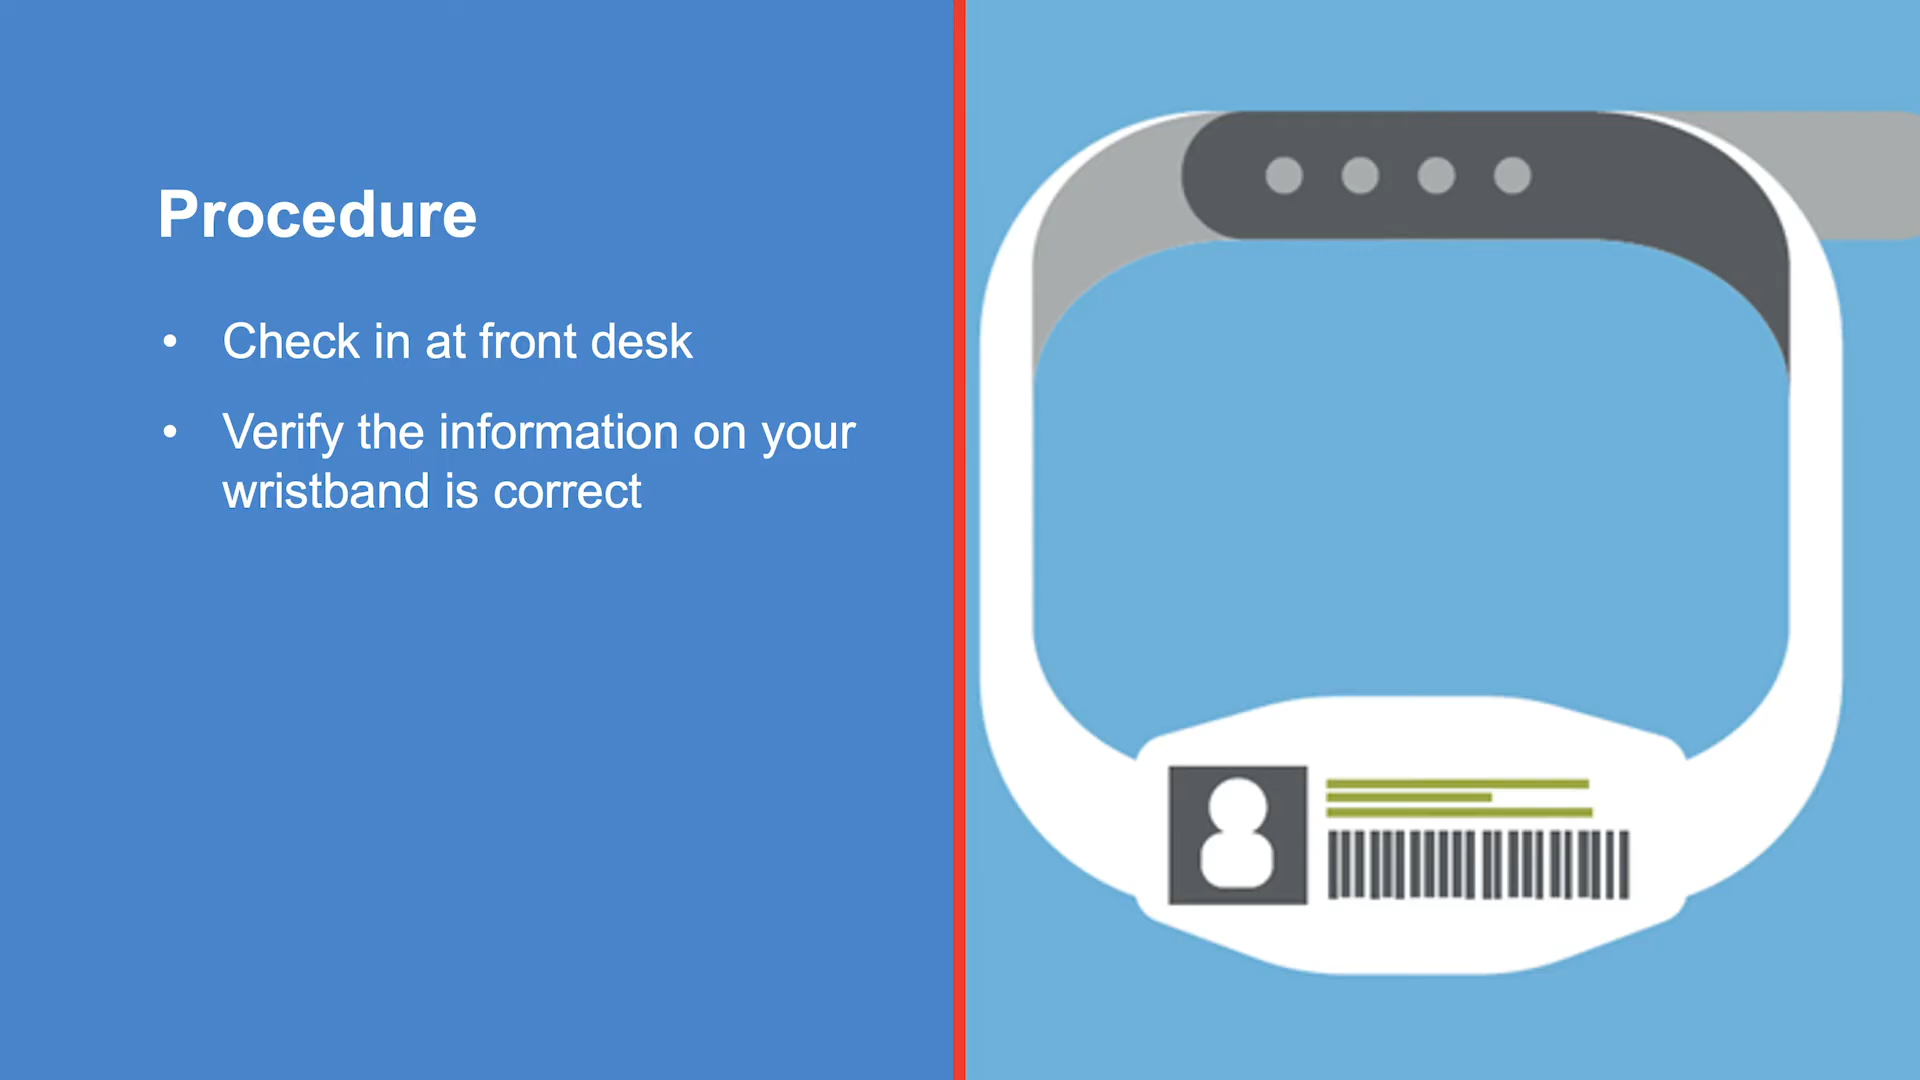 Procedure
• Check in at front desk
• Verify the information on your
wristband is correct